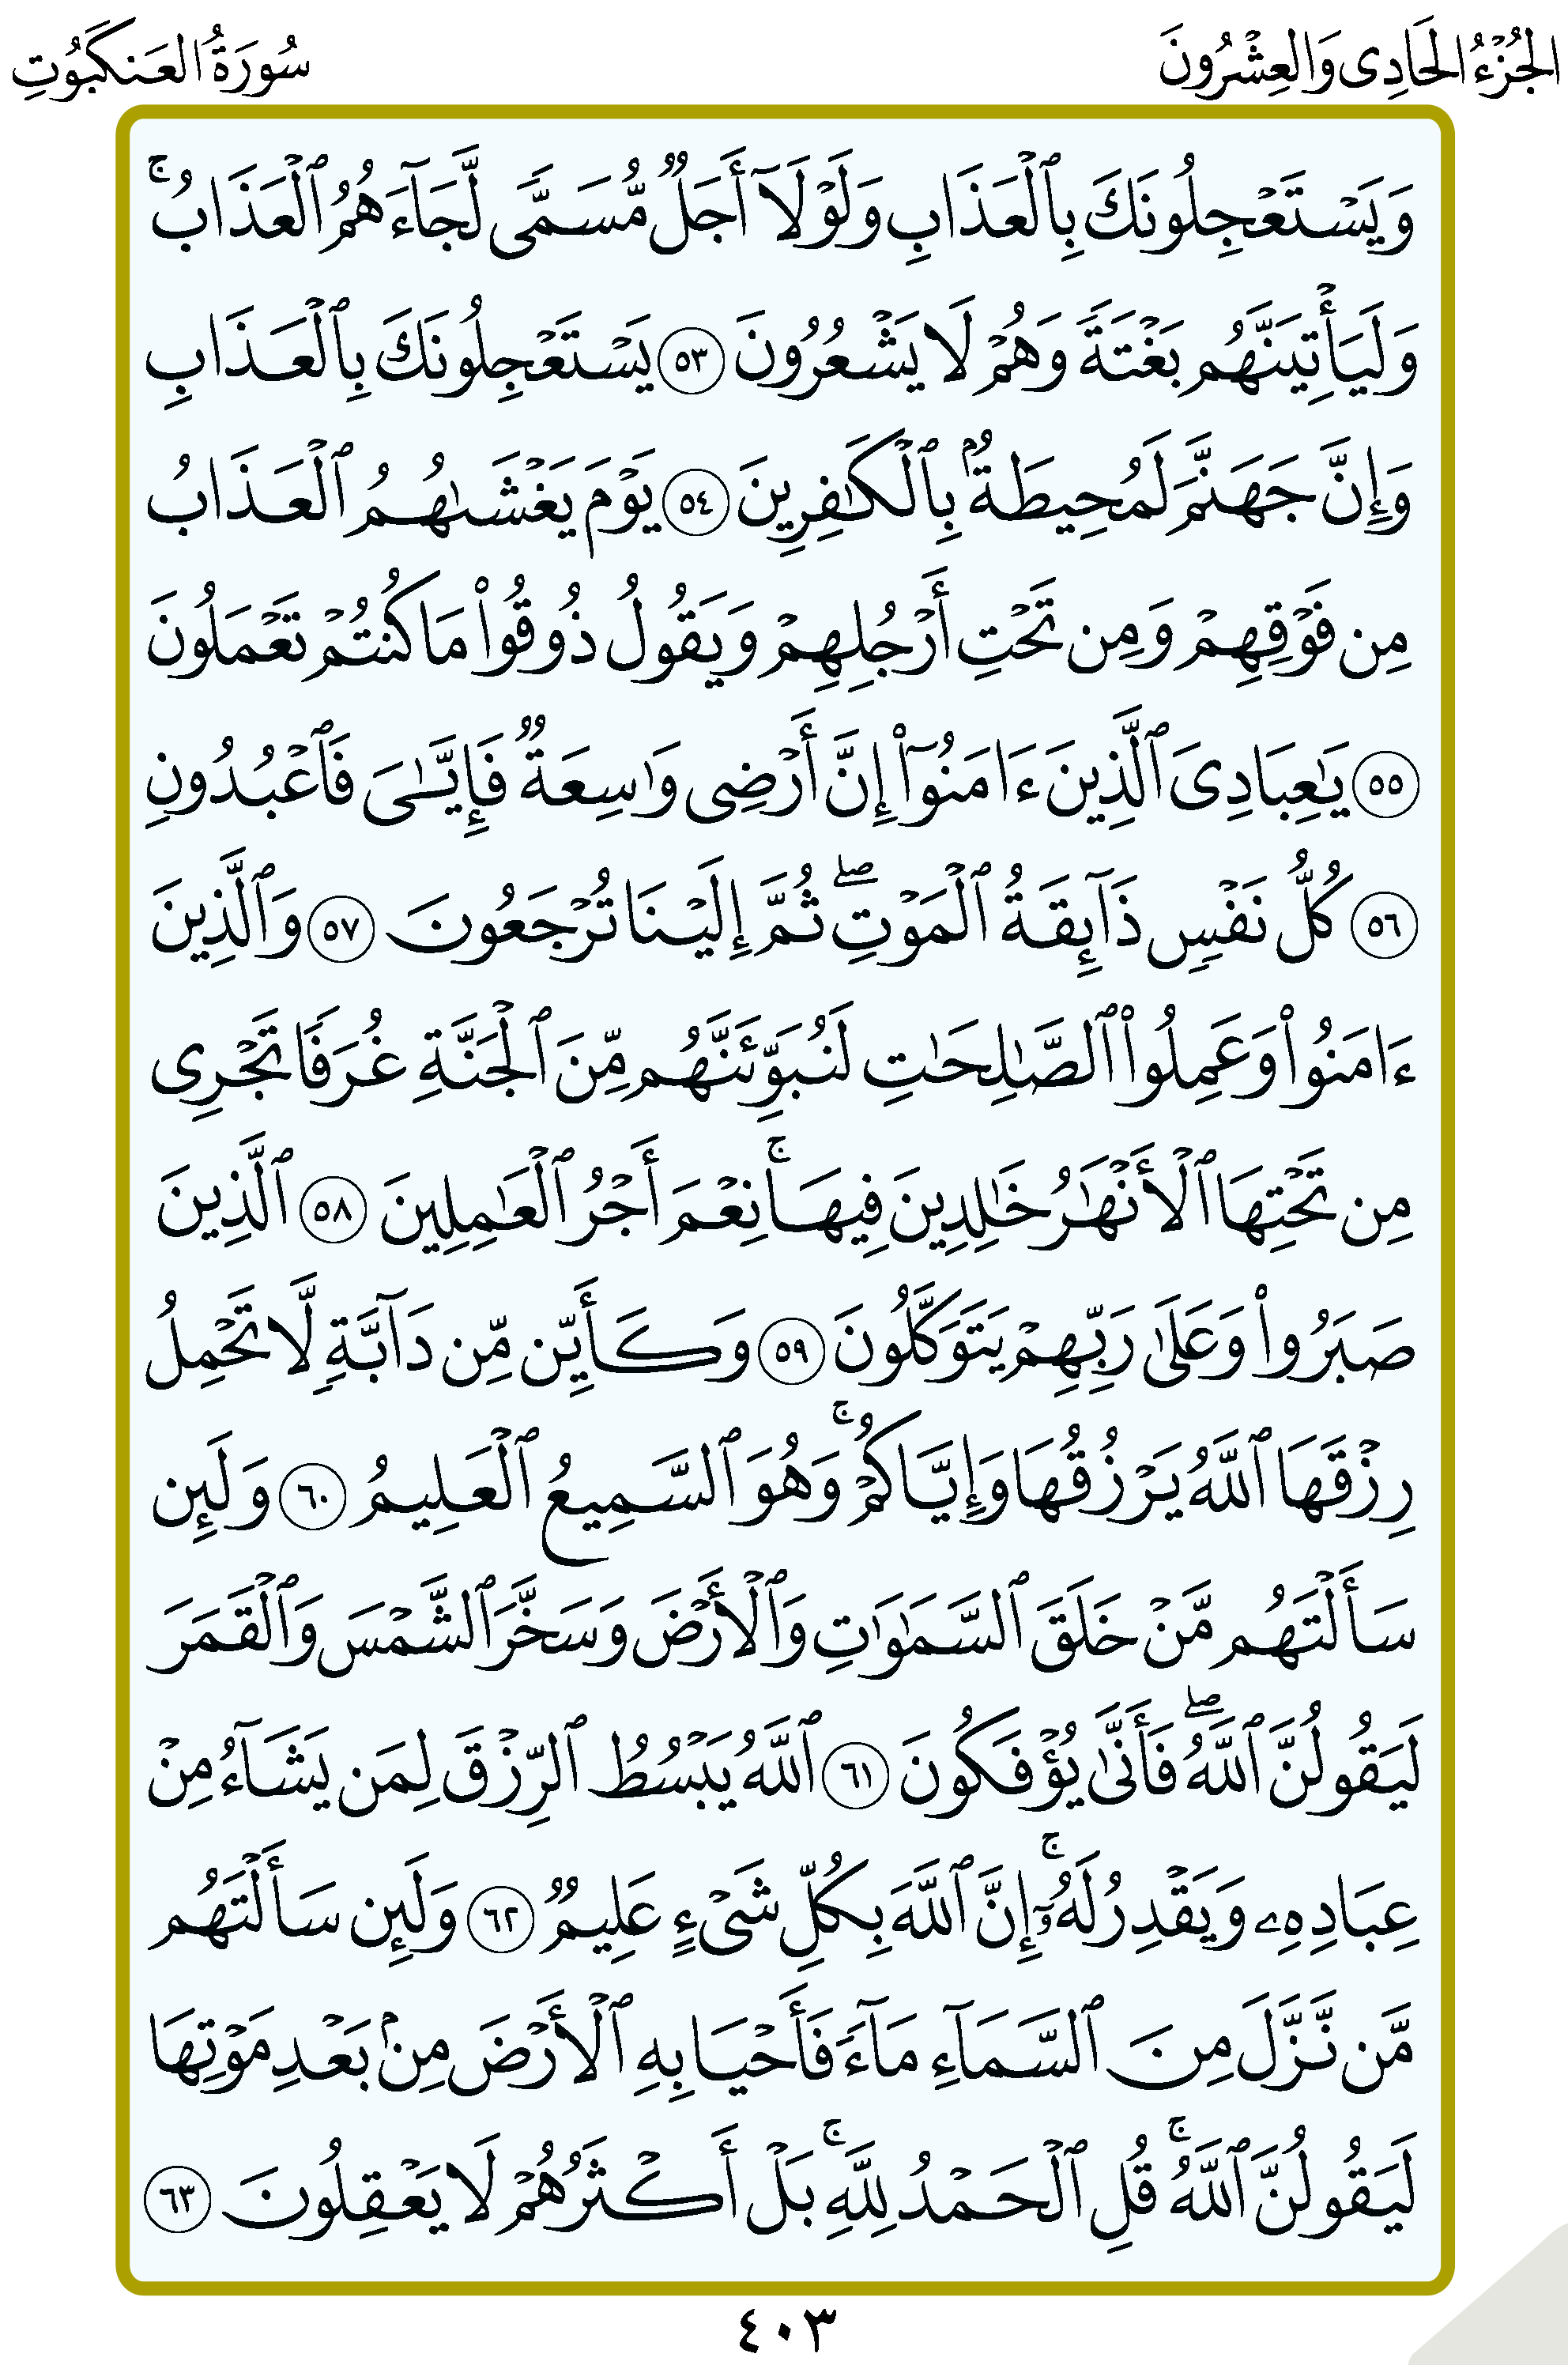 الجُزْءُ الحَادِى وَالعِشْرُونَ
سُورَةُ العَنكَبُوتِ
وَيَسْتَعْجِلُونَكَ بِٱلْعَذَابِ وَلَوْلَآ أَجَلٌ مُّسَمًّى لَّجَآءَهُمُ ٱلْعَذَابُ ۚ
وَلَيَأْتِيَنَّهُم بَغْتَةً وَهُمْ لَا يَشْعُرُونَ ٥٣ يَسْتَعْجِلُونَكَ بِٱلْعَذَابِ
وَإِنَّ جَهَنَّمَ لَمُحِيطَةٌۢ بِٱلْكَٰفِرِينَ ٥٤ يَوْمَ يَغْشَىٰهُمُ ٱلْعَذَابُ
مِن فَوْقِهِمْ وَمِن تَحْتِ أَرْجُلِهِمْ وَيَقُولُ ذُوقُوا۟ مَا كُنتُمْ تَعْمَلُونَ
٥٥ يَٰعِبَادِىَ ٱلَّذِينَ ءَامَنُوٓا۟ إِنَّ أَرْضِى وَٰسِعَةٌ فَإِيَّٰىَ فَٱعْبُدُونِ
٥٦ كُلُّ نَفْسٍ ذَآئِقَةُ ٱلْمَوْتِ ۖ ثُمَّ إِلَيْنَا تُرْجَعُونَ ٥٧ وَٱلَّذِينَ
ءَامَنُوا۟ وَعَمِلُوا۟ ٱلصَّٰلِحَٰتِ لَنُبَوِّئَنَّهُم مِّنَ ٱلْجَنَّةِ غُرَفًا تَجْرِى
مِن تَحْتِهَا ٱلْأَنْهَٰرُ خَٰلِدِينَ فِيهَا ۚ نِعْمَ أَجْرُ ٱلْعَٰمِلِينَ ٥٨ ٱلَّذِينَ
صَبَرُوا۟ وَعَلَىٰ رَبِّهِمْ يَتَوَكَّلُونَ ٥٩ وَكَأَيِّن مِّن دَآبَّةٍ لَّا تَحْمِلُ
رِزْقَهَا ٱللَّهُ يَرْزُقُهَا وَإِيَّاكُمْ ۚ وَهُوَ ٱلسَّمِيعُ ٱلْعَلِيمُ ٦٠ وَلَئِن
سَأَلْتَهُم مَّنْ خَلَقَ ٱلسَّمَٰوَٰتِ وَٱلْأَرْضَ وَسَخَّرَ ٱلشَّمْسَ وَٱلْقَمَرَ
لَيَقُولُنَّ ٱللَّهُ ۖ فَأَنَّىٰ يُؤْفَكُونَ ٦١ ٱللَّهُ يَبْسُطُ ٱلرِّزْقَ لِمَن يَشَآءُ مِنْ
عِبَادِهِۦ وَيَقْدِرُ لَهُۥٓ ۚ إِنَّ ٱللَّهَ بِكُلِّ شَىْءٍ عَلِيمٌ ٦٢ وَلَئِن سَأَلْتَهُم
مَّن نَّزَّلَ مِنَ ٱلسَّمَآءِ مَآءً فَأَحْيَا بِهِ ٱلْأَرْضَ مِنۢ بَعْدِ مَوْتِهَا
لَيَقُولُنَّ ٱللَّهُ ۚ قُلِ ٱلْحَمْدُ لِلَّهِ ۚ بَلْ أَكْثَرُهُمْ لَا يَعْقِلُونَ ٦٣
٤٠٣